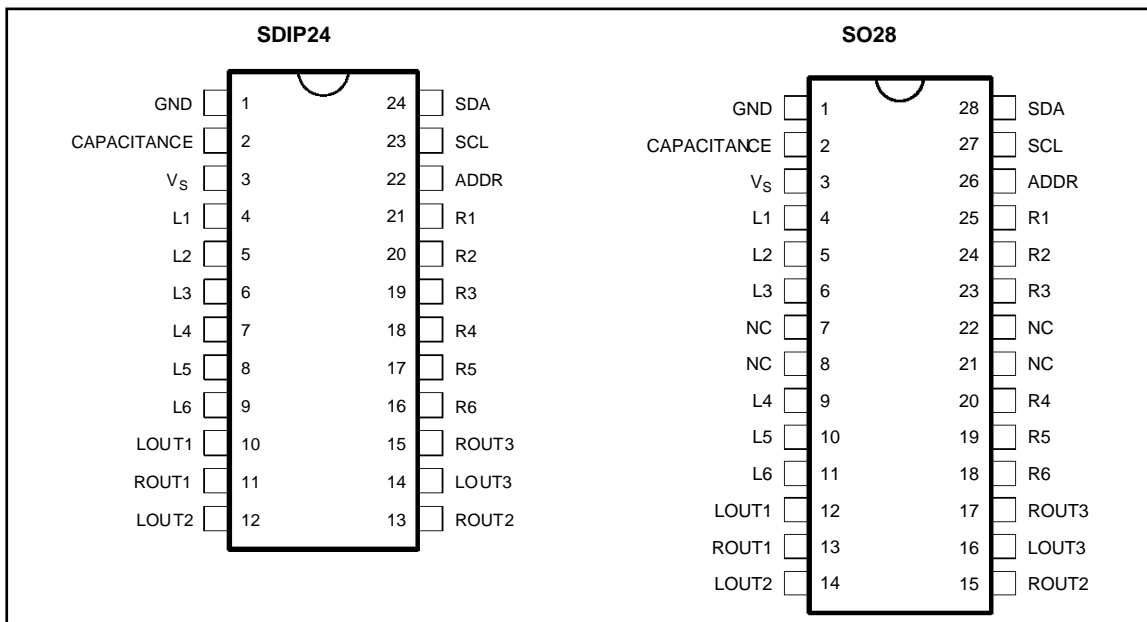 SDIP24
GND 1 24 SDA
CAPACITANCE 2 23 SCL
VS 3 22 ADDR
L1 4 21 R1
L2 5 20 R2
L3 6 19 R3
L4 7 18 R4
L5 8 17 R5
L6 9 16 R6
LOUT1 10 15 ROUT3
ROUT1 11 14 LOUT3
LOUT2 12 13 ROUT2
SO28
GND 1 28 SDA
CAPACITANCE 2 27 SCL
VS 3 26 ADDR
L1 4 25 R1
L2 5 24 R2
L3 6 23 R3
NC 7 22 NC
NC 8 21 NC
L4 9 20 R4
L5 10 19 R5
L6 11 18 R6
LOUT1 12 17 ROUT3
ROUT1 13 16 LOUT3
LOUT2 14 15 ROUT2